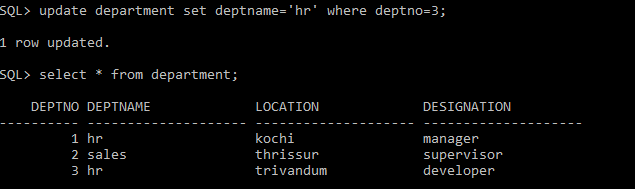 SQL> update department set deptname='hr' where deptno=3;
1 row updated.
SQL> select * from department;
DEPTNO DEPTNAME LOCATION DESIGNATION
---------- -------------------- -------------------- --------------------
1 hr kochi manager
2 sales thrissur supervisor
3 hr trivandum developer